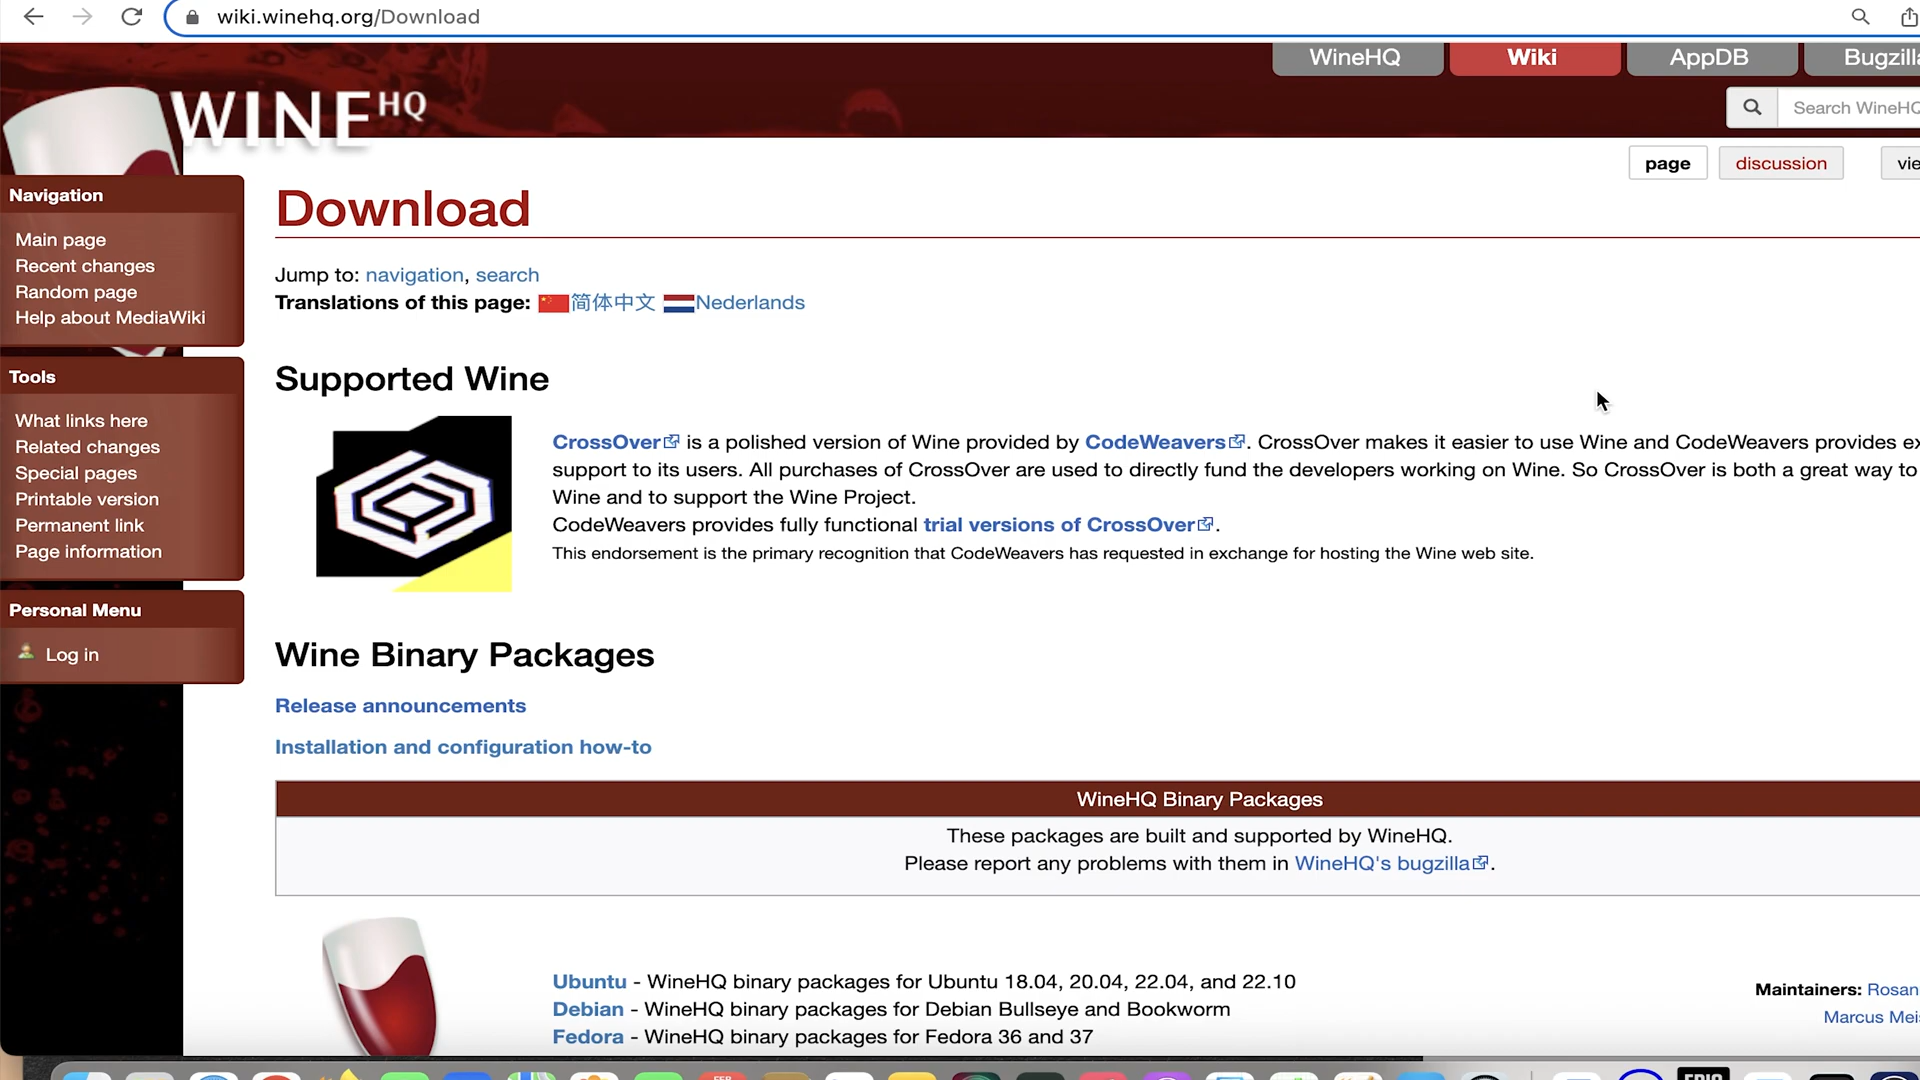 wiki.winehq.org/Download
WineHQ
Wiki
AppDB
WINE HQ
page
discussion
Navigation
Main page
Recent changes
Random page
Help about MediaWiki
Tools
What links here
Related changes
Special pages
Printable version
Permanent link
Page information
Personal Menu
Log in
Download
Jump to: navigation, search
Translations of this page: 简体中文 Nederlands
Supported Wine
CrossOver is a polished version of Wine provided by CodeWeavers. CrossOver makes it easier to use Wine and CodeWeavers provides
support to its users. All purchases of CrossOver are used to directly fund the developers working on Wine. So CrossOver is both a great way to
Wine and to support the Wine Project.
CodeWeavers provides fully functional trial versions of CrossOver.
This endorsement is the primary recognition that CodeWeavers has requested in exchange for hosting the Wine web site.
Wine Binary Packages
Release announcements
Installation and configuration how-to
WineHQ Binary Packages
These packages are built and supported by WineHQ.
Please report any problems with them in WineHQ's bugzilla.
Ubuntu - WineHQ binary packages for Ubuntu 18.04, 20.04, 22.04, and 22.10
Debian - WineHQ binary packages for Debian Bullseye and Bookworm
Fedora - WineHQ binary packages for Fedora 36 and 37
Maintainers: Rosan
Marcus
Search